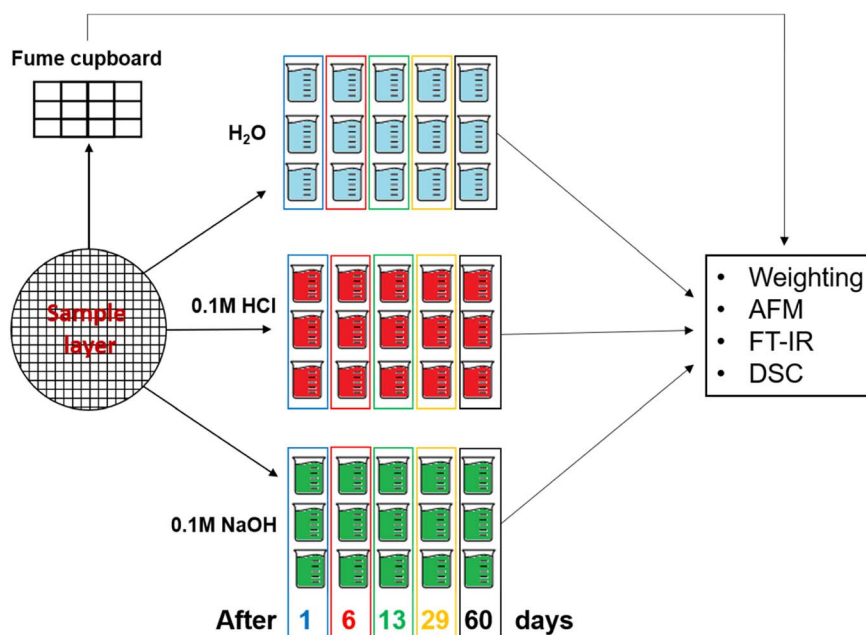 Fume cupboard
H₂O
Sample
layer
0.1M HCl
0.1M NaOH
• Weighting
• AFM
• FT-IR
• DSC
After 1 6 13 29 60 days